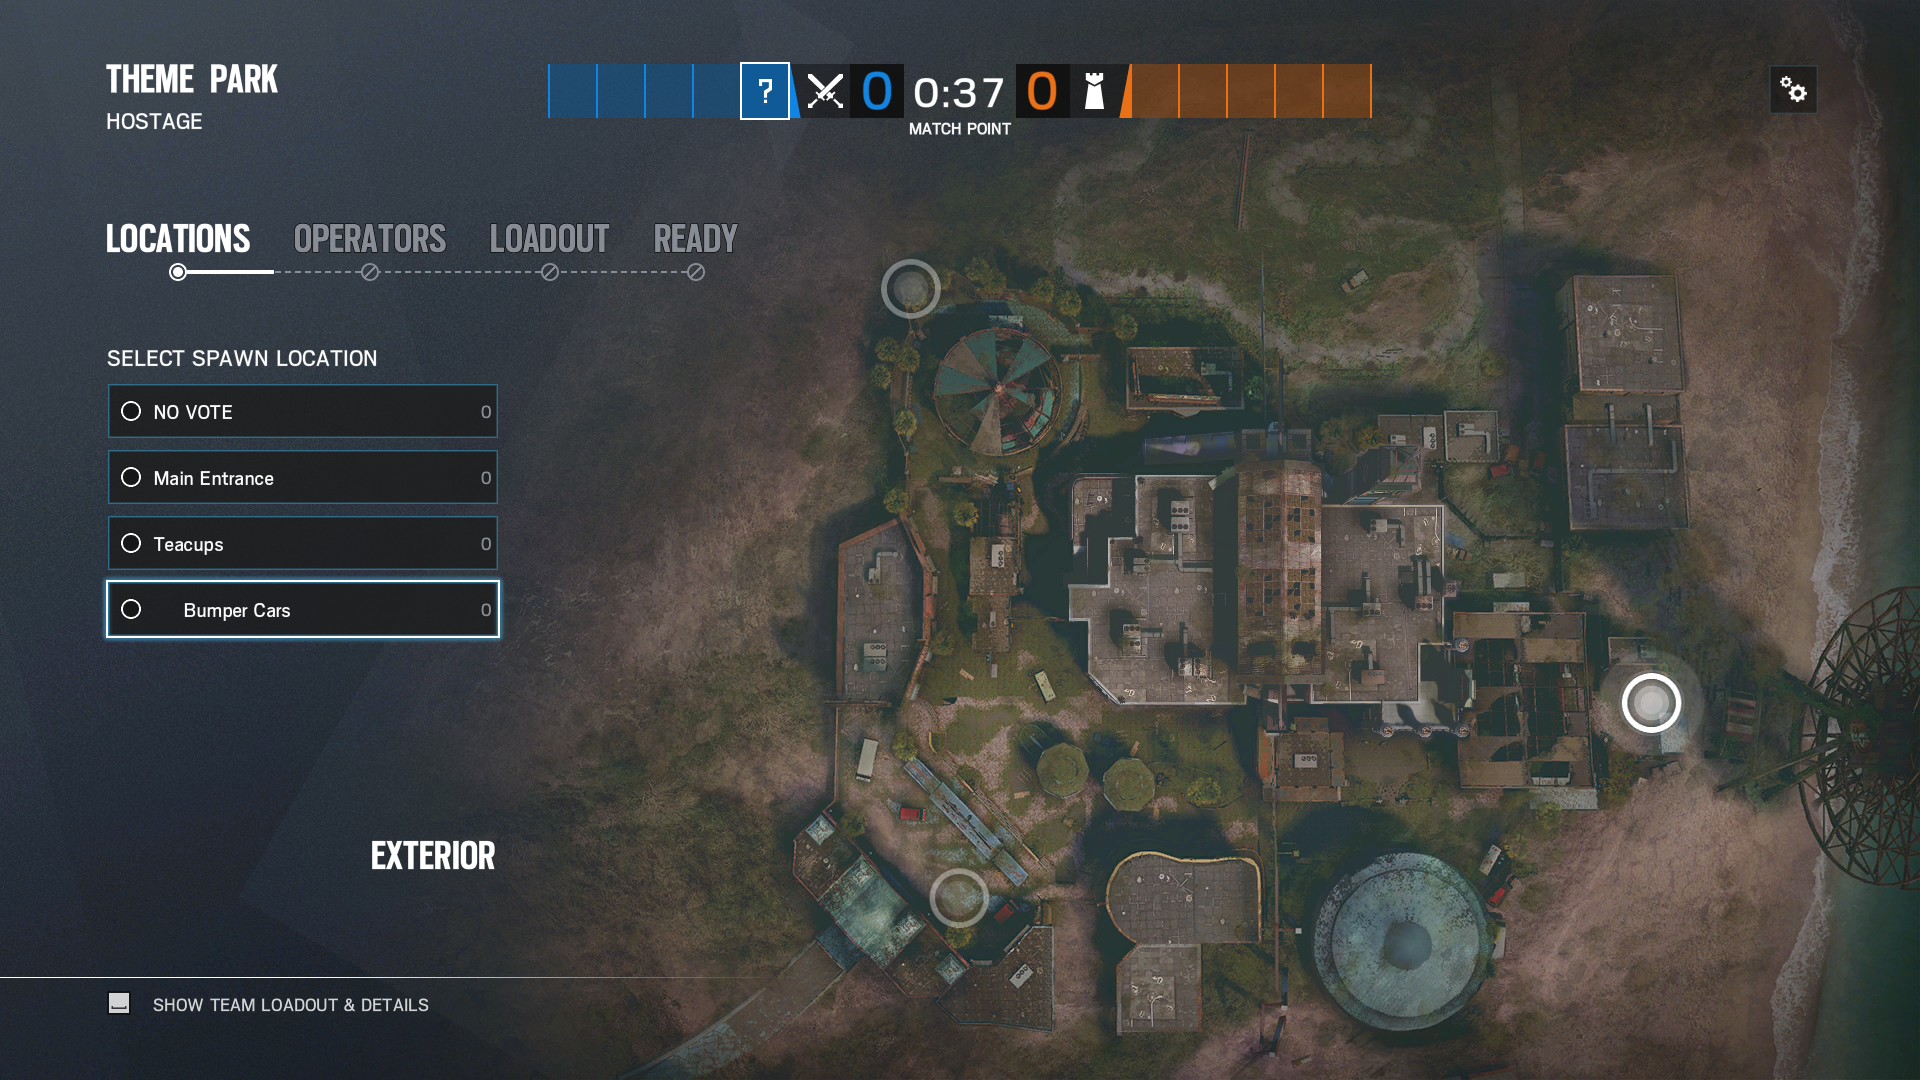 THEME PARK
HOSTAGE
?
0
0:37
0
MATCH POINT
LOCATIONS
OPERATORS
LOADOUT
READY
SELECT SPAWN LOCATION
NO VOTE 0
Main Entrance 0
Teacups 0
Bumper Cars 0
EXTERIOR
SHOW TEAM LOADOUT & DETAILS